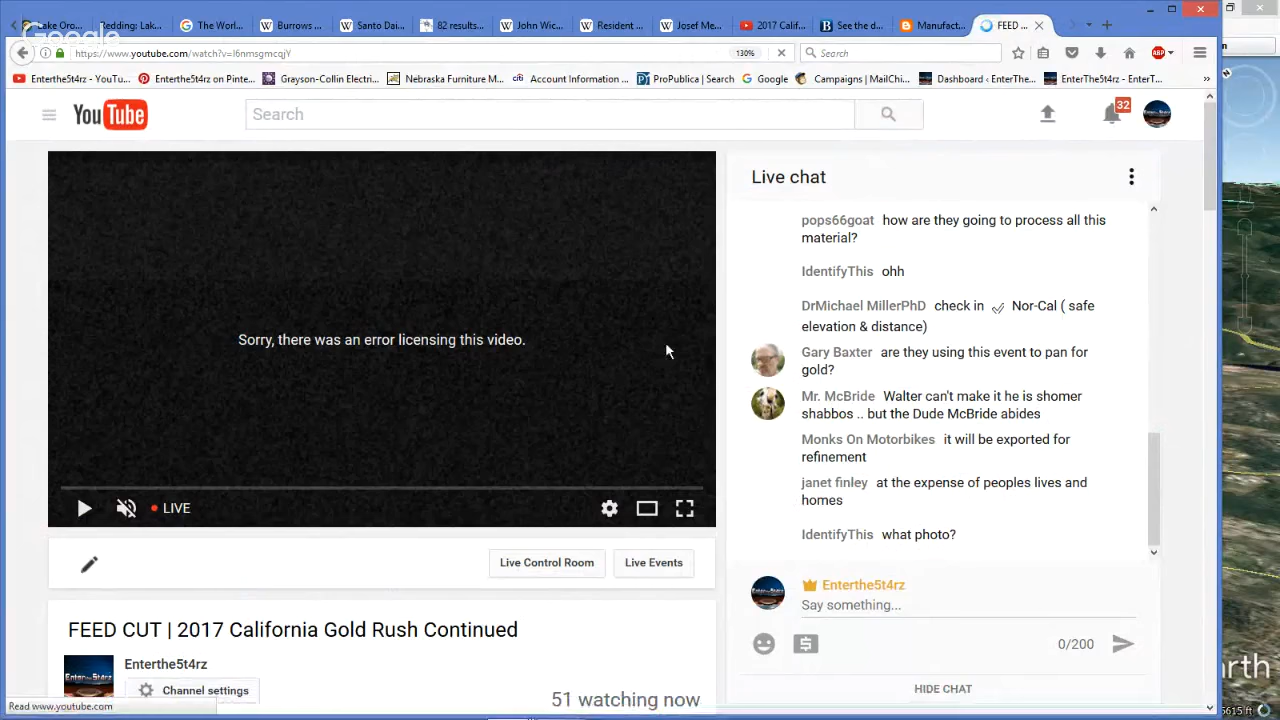 Lake Oro...
Redding: Lak...
The World...
Burrows ...
Santo Dai...
82 results...
John Wic...
Resident ...
Josef Me...
2017 Calif...
See the d...
Manufact...
FEED ...
https://www.youtube.com/watch?v=I6nmsgmcqjY
130%
Search
Enterthe5t4rz - YouTu...
Enterthe5t4rz on Pinte...
Grayson-Collin Electri...
Nebraska Furniture M...
Account Information ...
ProPublica | Search
Google
Campaigns | MailChi...
Dashboard ‹ EnterThe...
EnterThe5t4rz - EnterT...
YouTube
Search
32
Sorry, there was an error licensing this video.
LIVE
Live chat
pops66goat how are they going to process all this
material?
IdentifyThis ohh
DrMichael MillerPhD check in ✓ Nor-Cal ( safe
elevation & distance)
Gary Baxter are they using this event to pan for
gold?
Mr. McBride Walter can't make it he is shomer
shabbos .. but the Dude McBride abides
Monks On Motorbikes it will be exported for
refinement
janet finley at the expense of peoples lives and
homes
IdentifyThis what photo?
Enterthe5t4rz
Say something...
0/200
HIDE CHAT
Live Control Room
Live Events
FEED CUT | 2017 California Gold Rush Continued
Enterthe5t4rz
Channel settings
51 watching now
Read www.youtube.com
rth
5615 ft